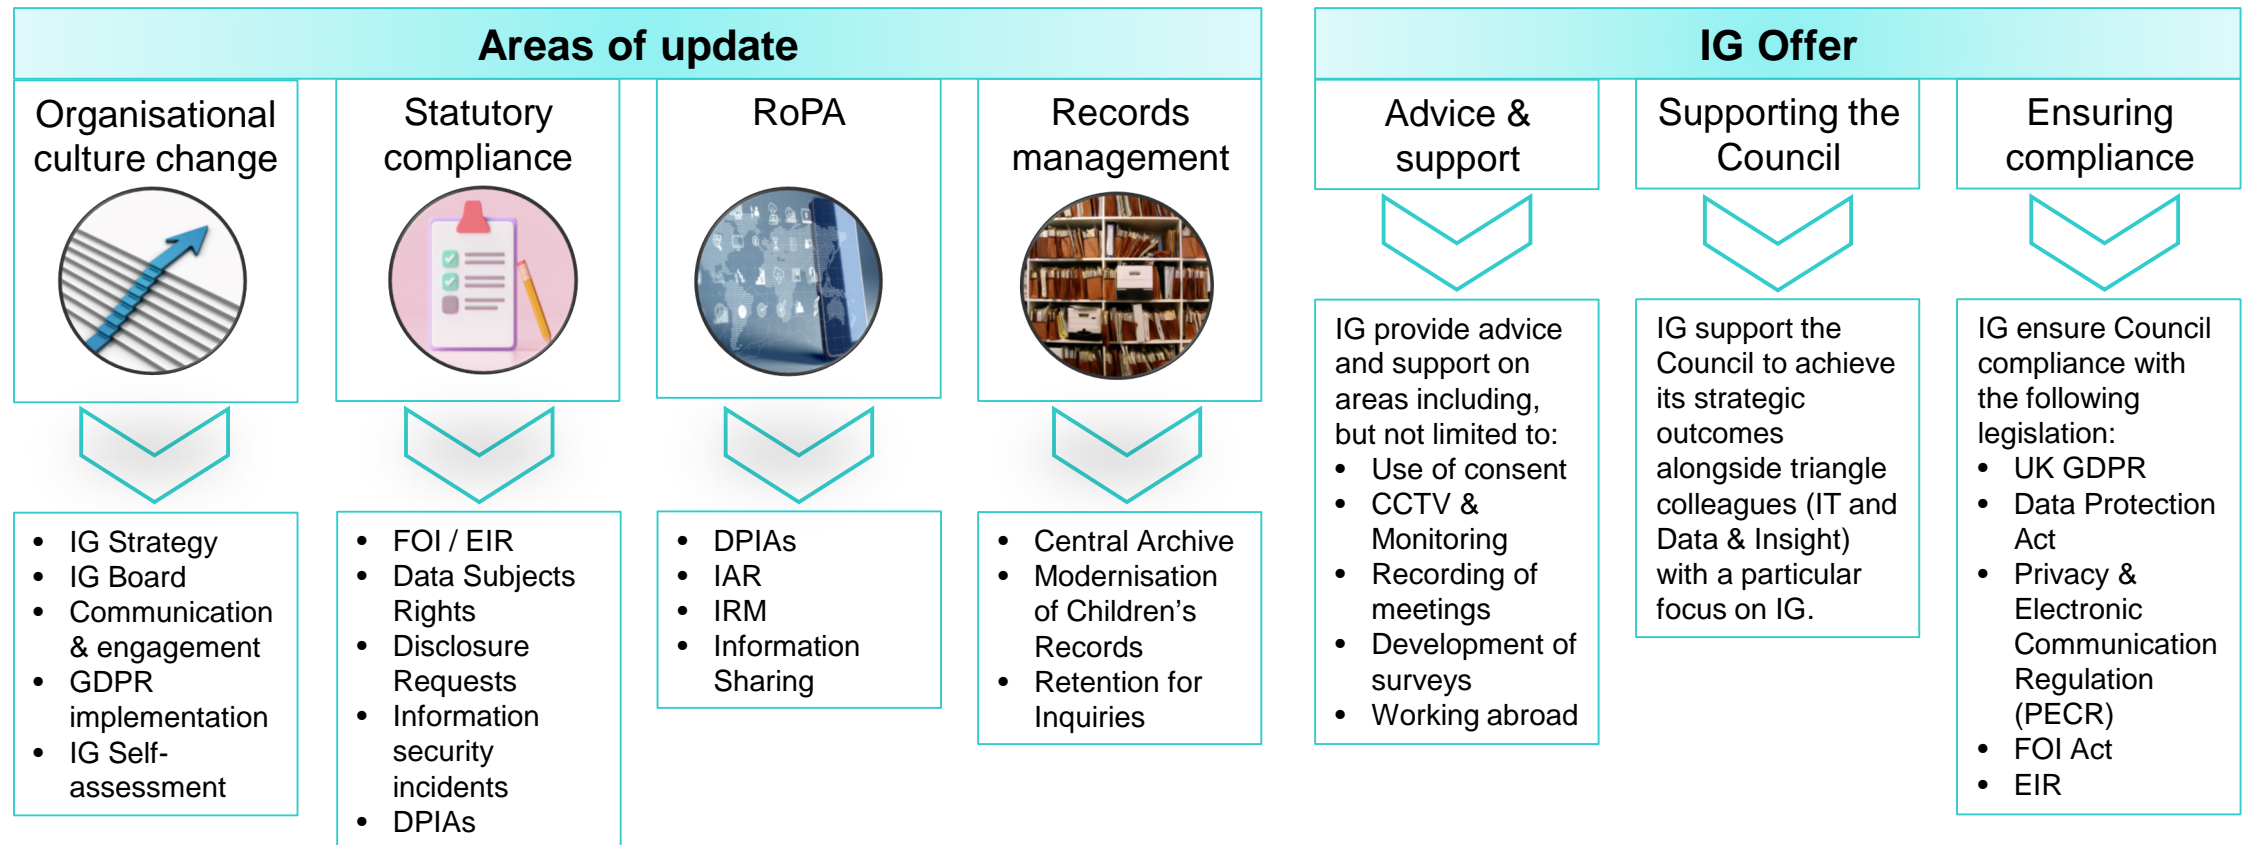 Areas of update
Organisational
culture change
• IG Strategy
• IG Board
• Communication
& engagement
• GDPR
implementation
• IG Self-
assessment
Statutory
compliance
• FOI / EIR
• Data Subjects
Rights
• Disclosure
Requests
• Information
security
incidents
• DPIAs
RoPA
• DPIAs
• IAR
• IRM
• Information
Sharing
Records
management
• Central Archive
• Modernisation
of Children’s
Records
• Retention for
Inquiries
IG Offer
Advice &
support
IG provide advice
and support on
areas including,
but not limited to:
• Use of consent
• CCTV &
Monitoring
• Recording of
meetings
• Development of
surveys
• Working abroad
Supporting the
Council
IG support the
Council to achieve
its strategic
outcomes
alongside triangle
colleagues (IT and
Data & Insight)
with a particular
focus on IG.
Ensuring
compliance
IG ensure Council
compliance with
the following
legislation:
• UK GDPR
• Data Protection
Act
• Privacy &
Electronic
Communication
Regulation
(PECR)
• FOI Act
• EIR